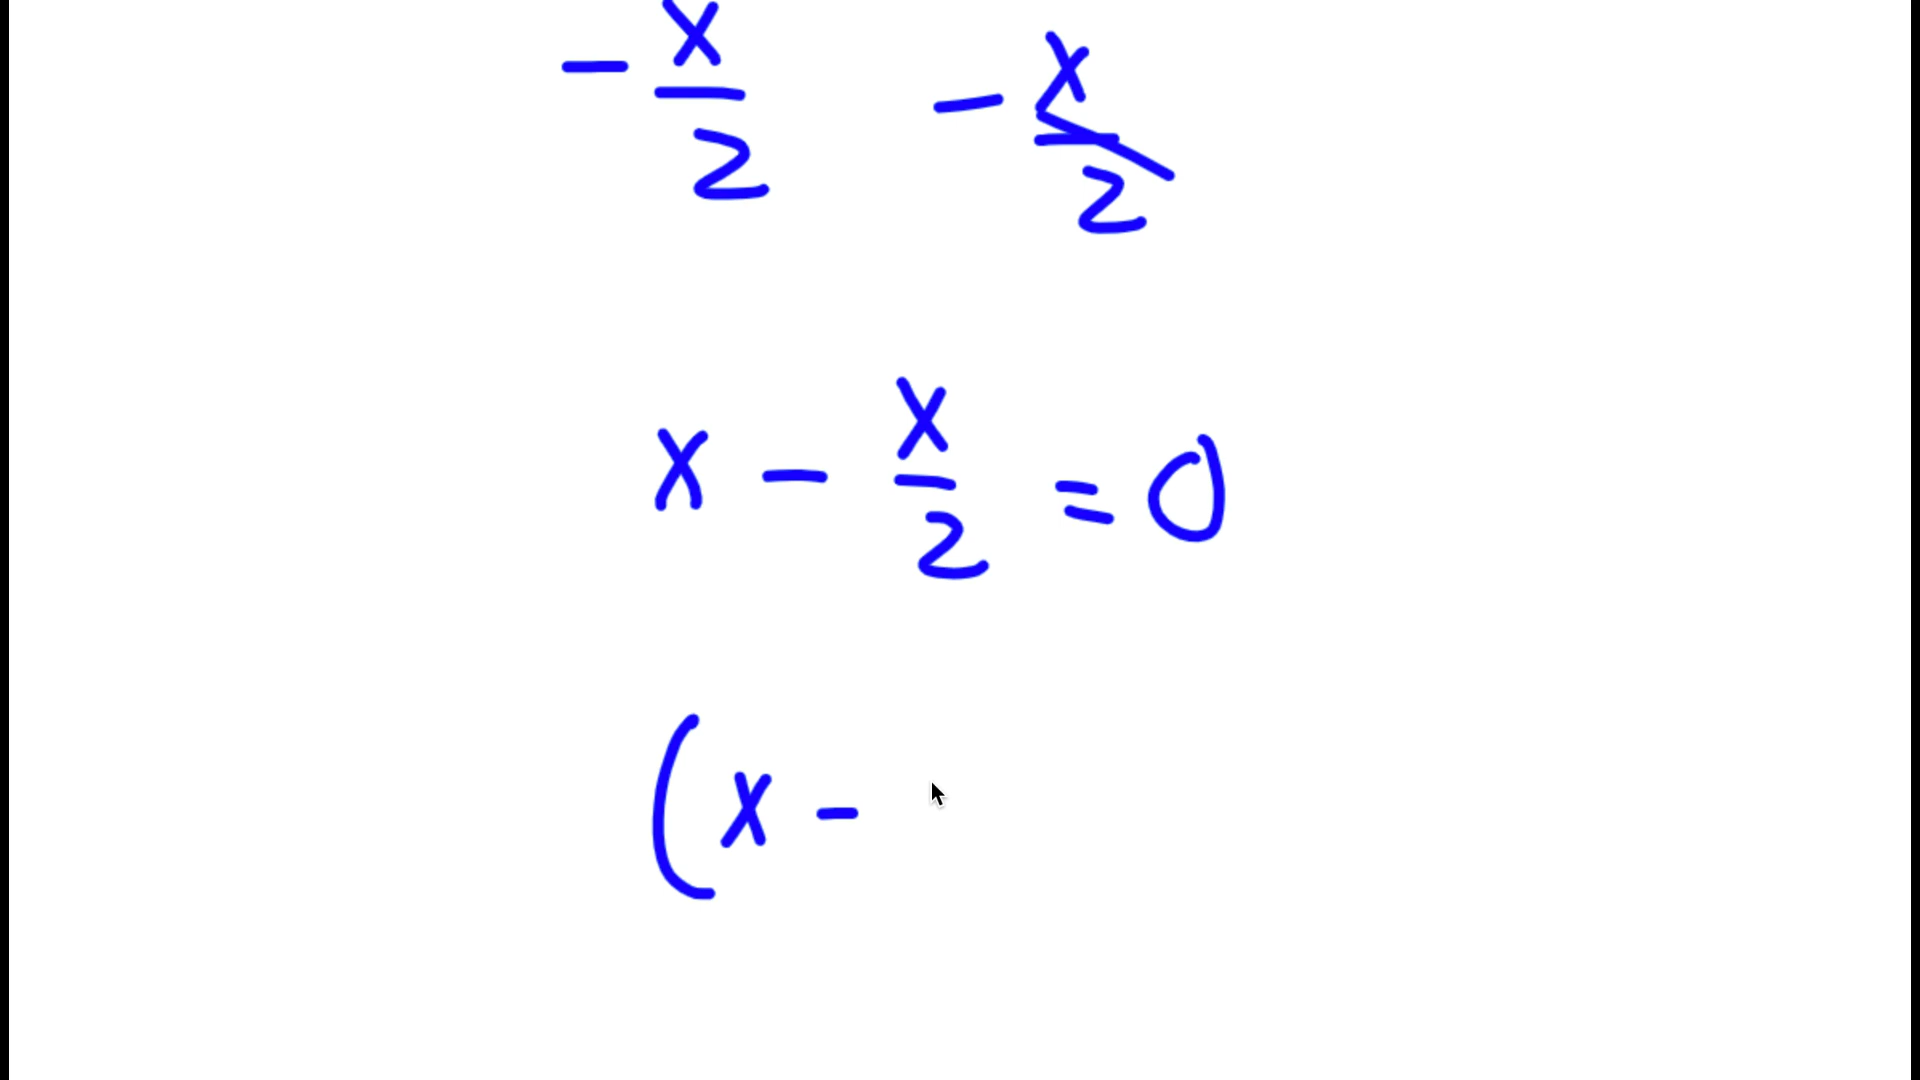 - x/2 - x/2
x - x/2 = 0
(x -